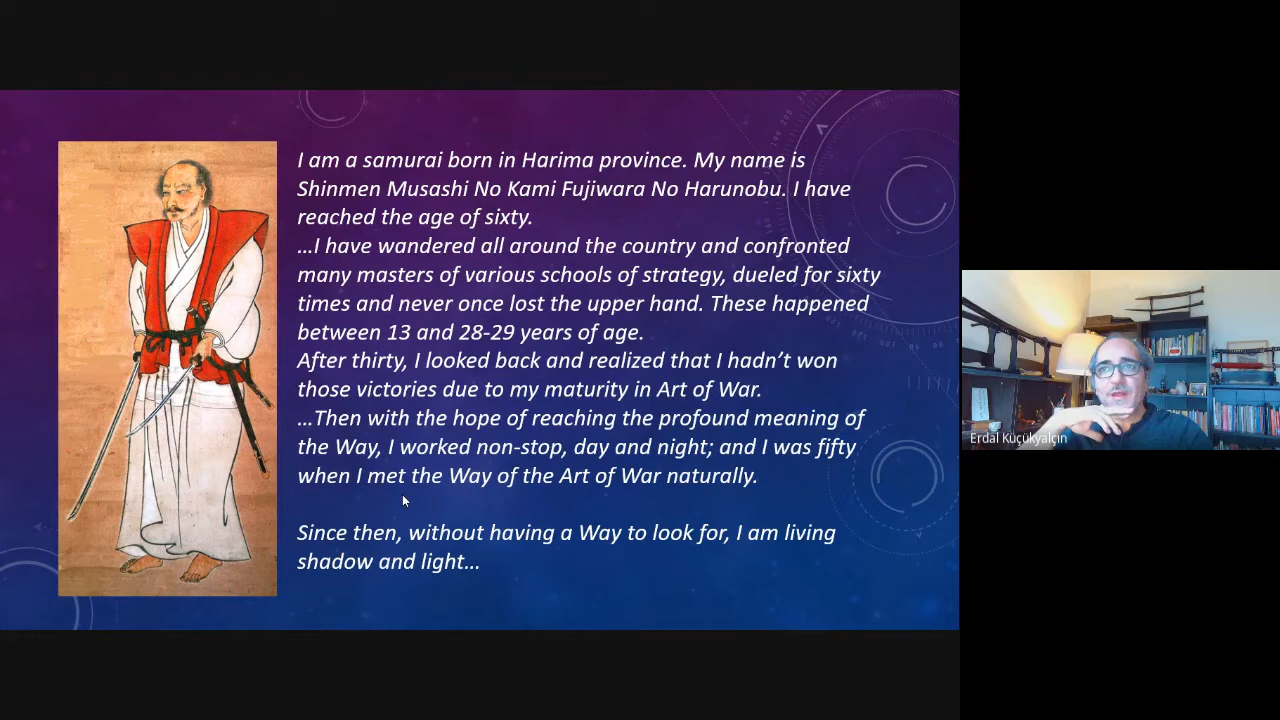 I am a samurai born in Harima province. My name is
Shinmen Musashi No Kami Fujiwara No Harunobu. I have
reached the age of sixty.
…I have wandered all around the country and confronted
many masters of various schools of strategy, dueled for sixty
times and never once lost the upper hand. These happened
between 13 and 28-29 years of age.
After thirty, I looked back and realized that I hadn’t won
those victories due to my maturity in Art of War.
…Then with the hope of reaching the profound meaning of
the Way, I worked non-stop, day and night; and I was fifty
when I met the Way of the Art of War naturally.
Since then, without having a Way to look for, I am living
shadow and light…
Erdal Küçükyalçın